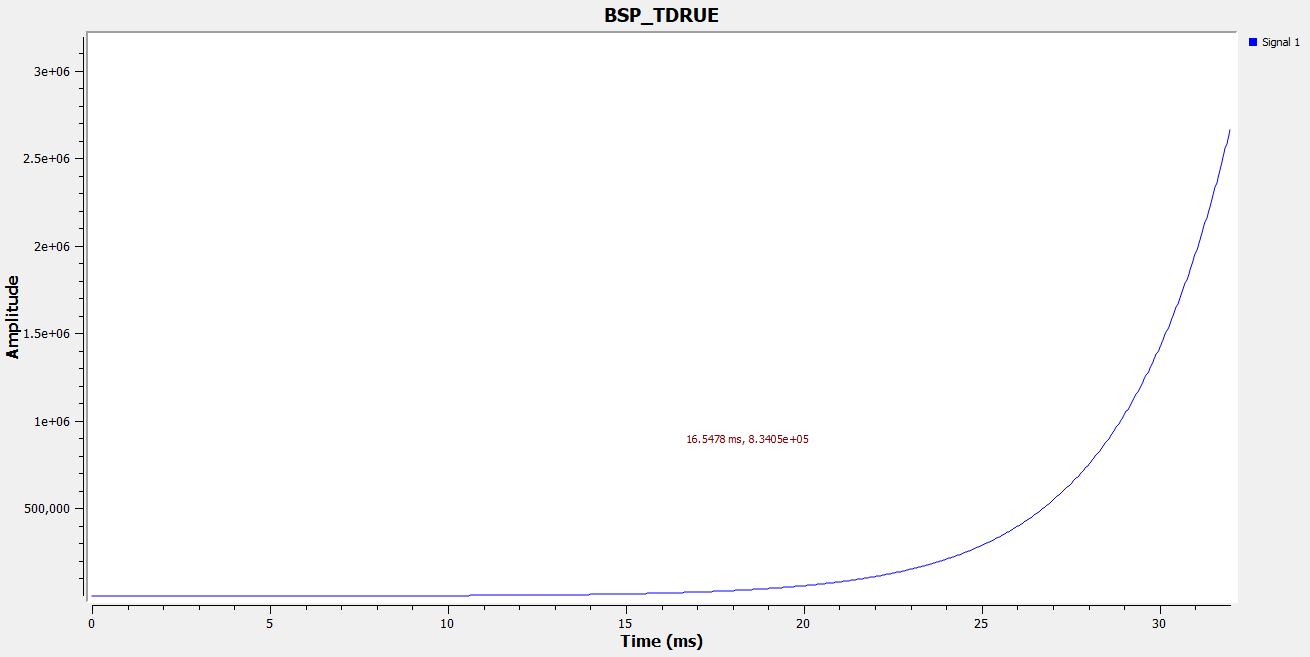 BSP_TDRUE
Signal 1
3e+06
2.5e+06
2e+06
1.5e+06
1e+06
500,000
Amplitude
16.5478 ms, 8.3405e+05
0 5 10 15 20 25 30
Time (ms)